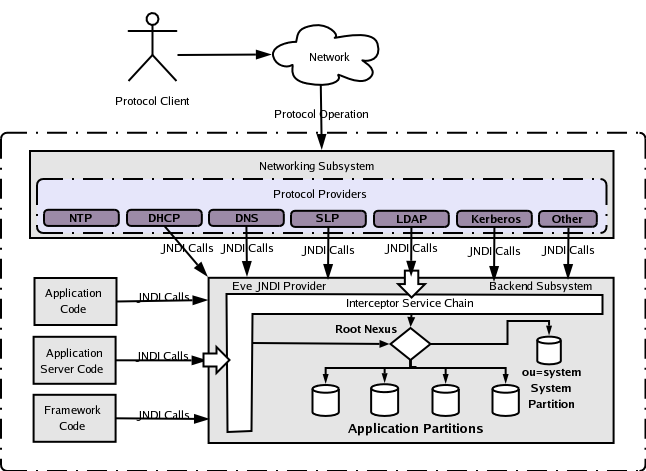 Network
Protocol Client
Protocol Operation
Networking Subsystem
Protocol Providers
NTP
DHCP
DNS
SLP
LDAP
Kerberos
Other
JNDI Calls
JNDI Calls
JNDI Calls
JNDI Calls
JNDI Calls
JNDI Calls
Eve JNDI Provider
Backend Subsystem
Application
Code
JNDI Calls
Interceptor Service Chain
Root Nexus
Application
Server Code
JNDI Calls
ou=system
System
Partition
Framework
Code
JNDI Calls
Application Partitions